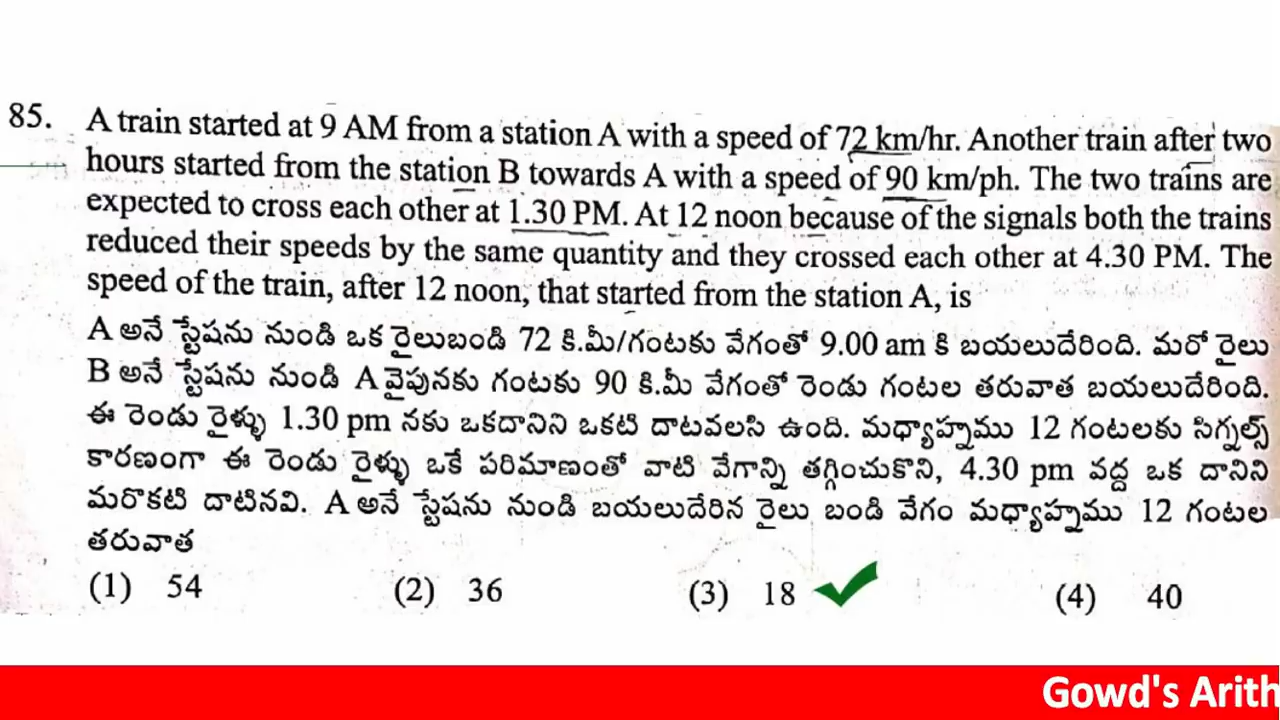 85. A train started at 9 AM from a station A with a speed of 72 km/hr. Another train after two
hours started from the station B towards A with a speed of 90 km/ph. The two trains are
expected to cross each other at 1.30 PM. At 12 noon because of the signals both the trains
reduced their speeds by the same quantity and they crossed each other at 4.30 PM. The
speed of the train, after 12 noon, that started from the station A, is
A అనే స్టేషను నుండి ఒక రైలుబండి 72 కి.మీ/గంటకు వేగంతో 9.00 am కి బయలుదేరింది. మరో రైలు
B అనే స్టేషను నుండి A వైపునకు గంటకు 90 కి.మీ వేగంతో రెండు గంటల తరువాత బయలుదేరింది.
ఈ రెండు రైళ్ళు 1.30 pm నకు ఒకదానిని ఒకటి దాటవలసి ఉంది. మధ్యాహ్నము 12 గంటలకు సిగ్నల్స్
కారణంగా ఈ రెండు రైళ్ళు ఒకే పరిమాణంతో వాటి వేగాన్ని తగ్గించుకొని, 4.30 pm వద్ద ఒక దానిని
మరొకటి దాటినవి. A అనే స్టేషను నుండి బయలుదేరిన రైలు బండి వేగం మధ్యాహ్నము 12 గంటల
తరువాత
(1) 54 (2) 36 (3) 18 (4) 40
Gowd's Arith